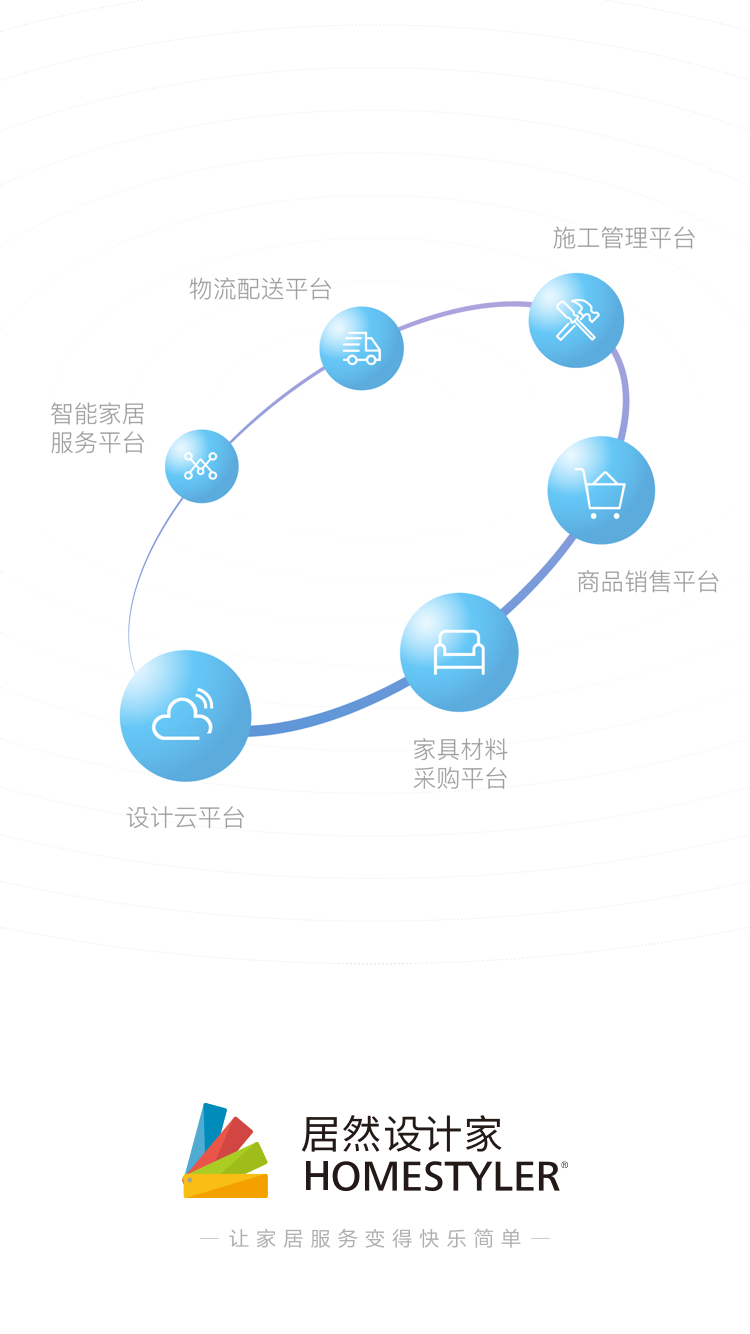 施工管理平台
物流配送平台
智能家居
服务平台
商品销售平台
家具材料
采购平台
设计云平台
居然设计家
HOMESTYLER®
让家居服务变得快乐简单